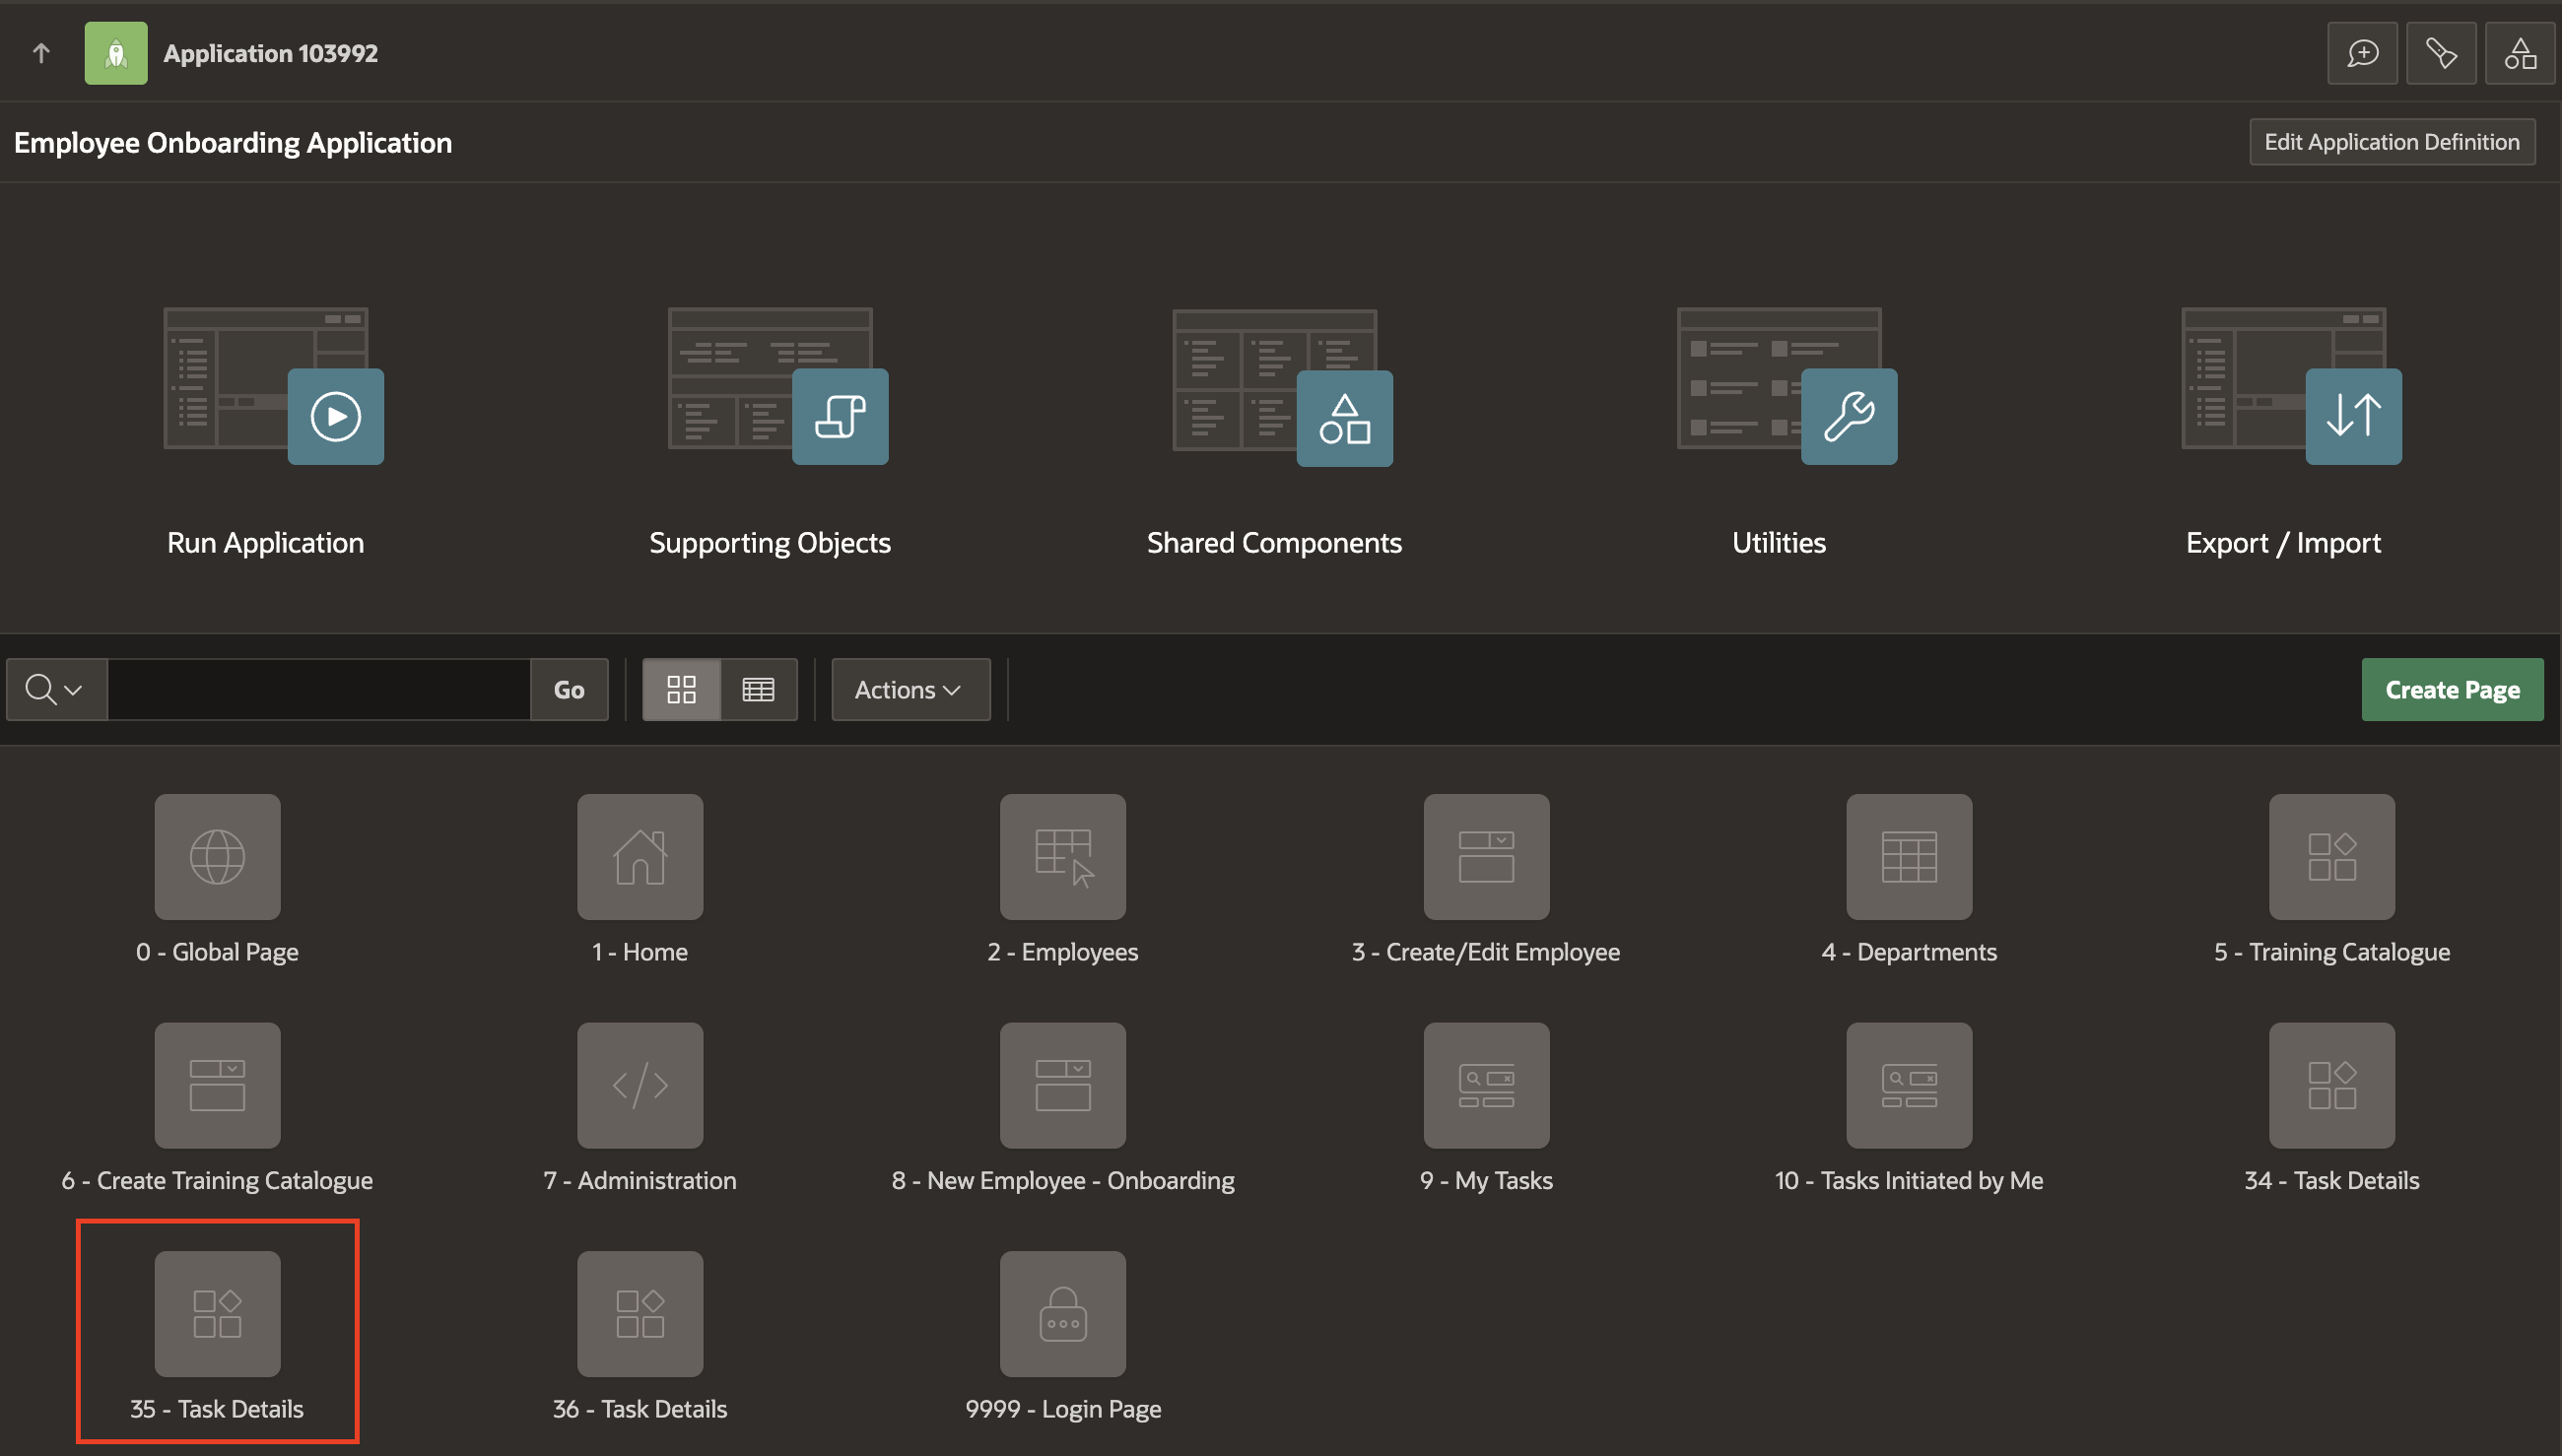 Application 103992
Employee Onboarding Application
Edit Application Definition
Run Application
Supporting Objects
Shared Components
Utilities
Export / Import
Go
Actions
Create Page
0 - Global Page
1 - Home
2 - Employees
3 - Create/Edit Employee
4 - Departments
5 - Training Catalogue
6 - Create Training Catalogue
7 - Administration
8 - New Employee - Onboarding
9 - My Tasks
10 - Tasks Initiated by Me
34 - Task Details
35 - Task Details
36 - Task Details
9999 - Login Page